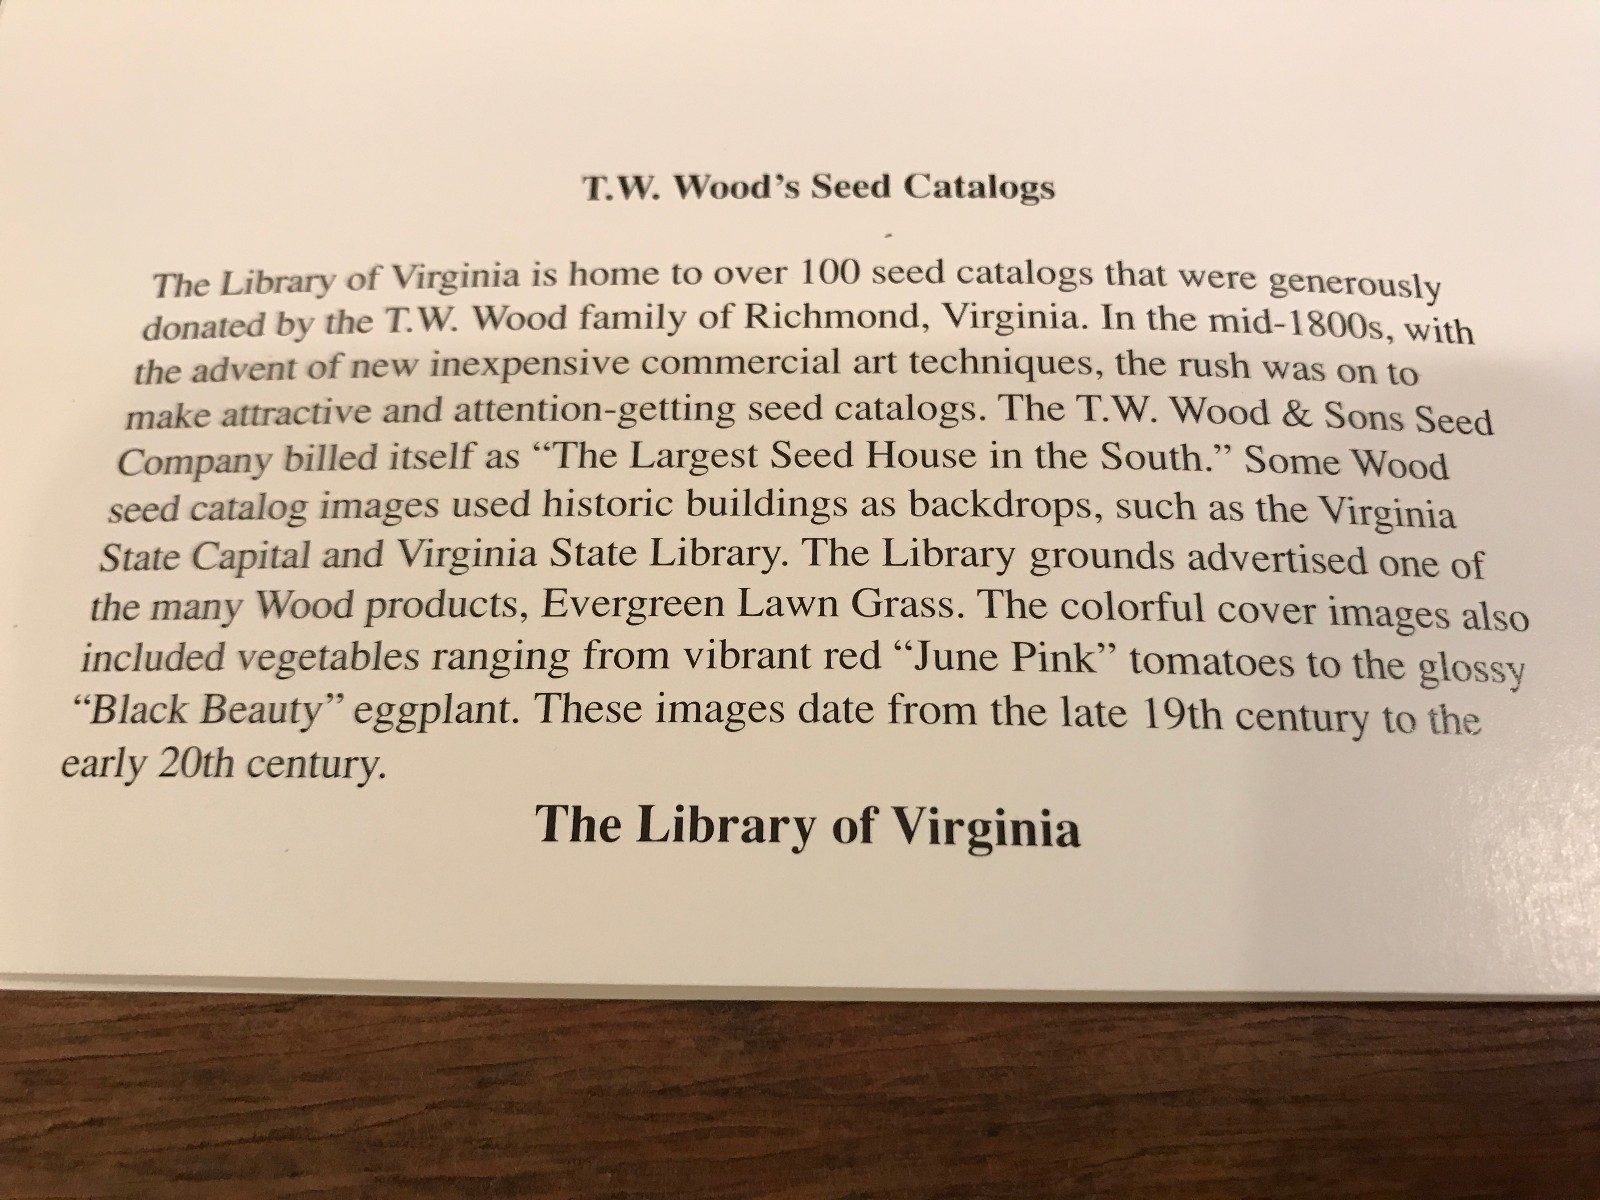 T.W. Wood's Seed Catalogs
The Library of Virginia is home to over 100 seed catalogs that were generously
donated by the T.W. Wood family of Richmond, Virginia. In the mid-1800s, with
the advent of new inexpensive commercial art techniques, the rush was on to
make attractive and attention-getting seed catalogs. The T.W. Wood & Sons Seed
Company billed itself as “The Largest Seed House in the South.” Some Wood
seed catalog images used historic buildings as backdrops, such as the Virginia
State Capital and Virginia State Library. The Library grounds advertised one of
the many Wood products, Evergreen Lawn Grass. The colorful cover images also
included vegetables ranging from vibrant red “June Pink” tomatoes to the glossy
“Black Beauty” eggplant. These images date from the late 19th century to the
early 20th century.
The Library of Virginia